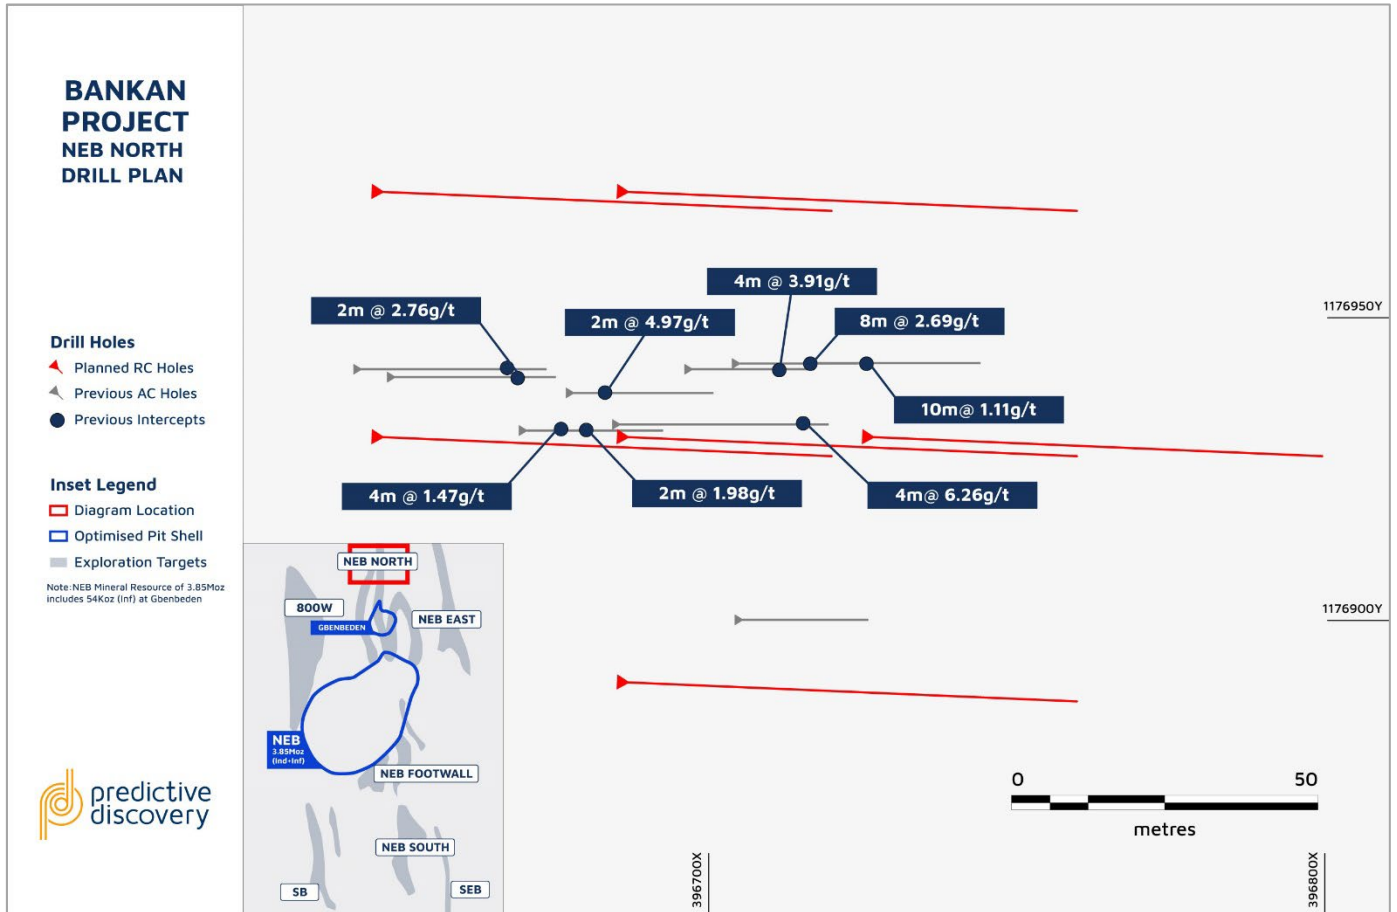 BANKAN
PROJECT
NEB NORTH
DRILL PLAN
Drill Holes
Planned RC Holes
Previous AC Holes
Previous Intercepts
Inset Legend
Diagram Location
Optimised Pit Shell
Exploration Targets
Note:NEB Mineral Resource of 3.85Moz
includes 54Koz (Inf) at Gbenbeden
predictive
discovery
4m @ 3.91g/t
2m @ 2.76g/t
2m @ 4.97g/t
8m @ 2.69g/t
10m@ 1.11g/t
4m @ 1.47g/t
2m @ 1.98g/t
4m@ 6.26g/t
1176950Y
1176900Y
NEB NORTH
800W
GBENBEDEN
NEB EAST
NEB
3.85Moz
(Ind+Inf)
NEB FOOTWALL
NEB SOUTH
SB
SEB
0 50
metres
396700X
396800X